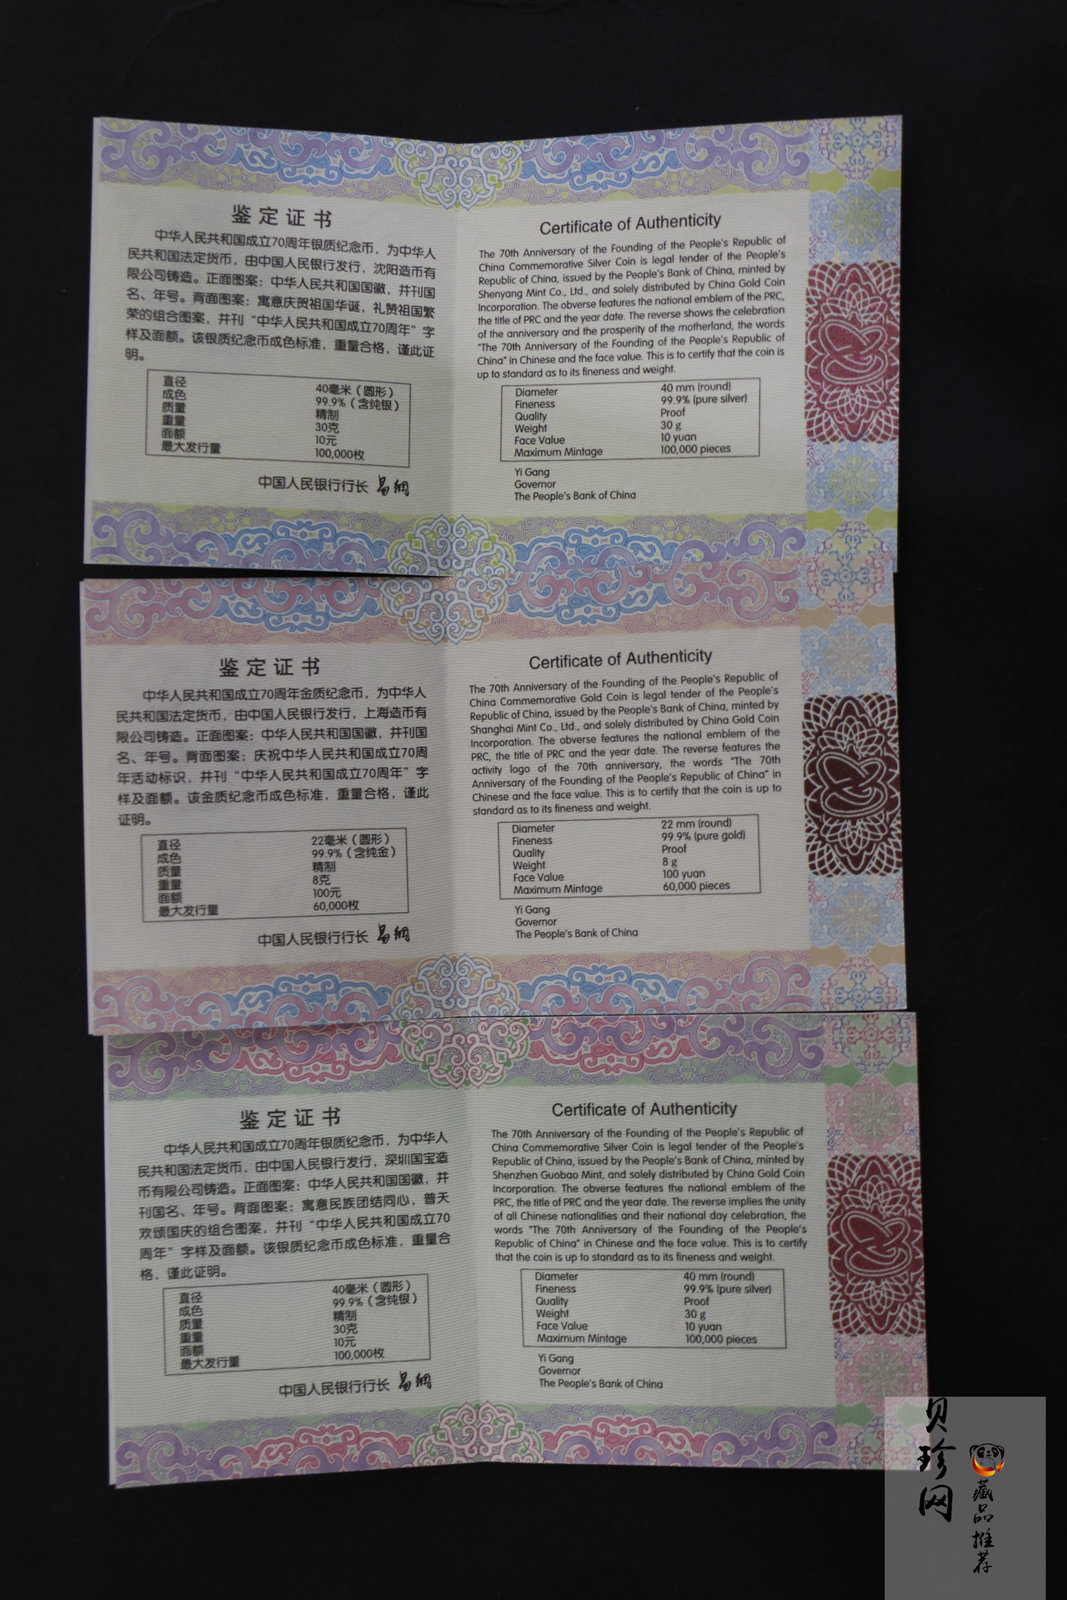 鉴定证书
中华人民共和国成立70周年银质纪念币，为中华人
民共和国法定货币，由中国人民银行发行，沈阳造币有
限公司铸造。正面图案：中华人民共和国国徽，并刊国
名、年号。背面图案：寓意庆贺祖国华诞，礼赞祖国繁
荣的组合图案，并刊“中华人民共和国成立70周年”字
样及面额。该银质纪念币成色标准，重量合格，谨此证
明。
直径 40毫米（圆形）
成色 99.9%（含纯银）
质量 精制
重量 30克
面额 10元
最大发行量 100,000枚
中国人民银行行长 易纲
Certificate of Authenticity
The 70th Anniversary of the Founding of the People's Republic of
China Commemorative Silver Coin is legal tender of the People's
Republic of China, issued by the People's Bank of China, minted by
Shenyang Mint Co., Ltd., and solely distributed by China Gold Coin
Incorporation. The obverse features the national emblem of the PRC,
the title of PRC and the year date. The reverse shows the celebration
of the anniversary and the prosperity of the motherland, the words
"The 70th Anniversary of the Founding of the People's Republic of
China" in Chinese and the face value. This is to certify that the coin is
up to standard as to its fineness and weight.
Diameter 40 mm (round)
Fineness 99.9% (pure silver)
Quality Proof
Weight 30 g
Face Value 10 yuan
Maximum Mintage 100,000 pieces
Yi Gang
Governor
The People's Bank of China
鉴定证书
中华人民共和国成立70周年金质纪念币，为中华人
民共和国法定货币，由中国人民银行发行，上海造币有
限公司铸造。正面图案：中华人民共和国国徽，并刊国
名、年号。背面图案：庆祝中华人民共和国成立70周
年活动标识，并刊“中华人民共和国成立70周年”字
样及面额。该金质纪念币成色标准，重量合格，谨此
证明。
直径 22毫米（圆形）
成色 99.9%（含纯金）
质量 精制
重量 8克
面额 100元
最大发行量 60,000枚
中国人民银行行长 易纲
Certificate of Authenticity
The 70th Anniversary of the Founding of the People's Republic of
China Commemorative Gold Coin is legal tender of the People's
Republic of China, issued by the People's Bank of China, minted by
Shanghai Mint Co., Ltd., and solely distributed by China Gold Coin
Incorporation. The obverse features the national emblem of the
PRC, the title of PRC and the year date. The reverse features the
activity logo of the 70th anniversary, the words "The 70th
Anniversary of the Founding of the People's Republic of China" in
Chinese and the face value. This is to certify that the coin is up to
standard as to its fineness and weight.
Diameter 22 mm (round)
Fineness 99.9% (pure gold)
Quality Proof
Weight 8 g
Face Value 100 yuan
Maximum Mintage 60,000 pieces
Yi Gang
Governor
The People's Bank of China
鉴定证书
中华人民共和国成立70周年银质纪念币，为中华人
民共和国法定货币，由中国人民银行发行，深圳国宝造
币有限公司铸造。正面图案：中华人民共和国国徽，并
刊国名、年号。背面图案：寓意民族团结同心，普天
欢颂国庆的组合图案，并刊“中华人民共和国成立70
周年”字样及面额。该银质纪念币成色标准，重量合
格，谨此证明。
直径 40毫米（圆形）
成色 99.9%（含纯银）
质量 精制
重量 30克
面额 10元
最大发行量 100,000枚
中国人民银行行长 易纲
Certificate of Authenticity
The 70th Anniversary of the Founding of the People's Republic of
China Commemorative Silver Coin is legal tender of the People's
Republic of China, issued by the People's Bank of China, minted by
Shenzhen Guobao Mint, and solely distributed by China Gold Coin
Incorporation. The obverse features the national emblem of the
PRC, the title of PRC and the year date. The reverse implies the unity
of all Chinese nationalities and their national day celebration, the
words "The 70th Anniversary of the Founding of the People's
Republic of China" in Chinese and the face value. This is to certify
that the coin is up to standard as to its fineness and weight.
Diameter 40 mm (round)
Fineness 99.9% (pure silver)
Quality Proof
Weight 30 g
Face Value 10 yuan
Maximum Mintage 100,000 pieces
Yi Gang
Governor
The People's Bank of China
贝珍网
藏品推荐